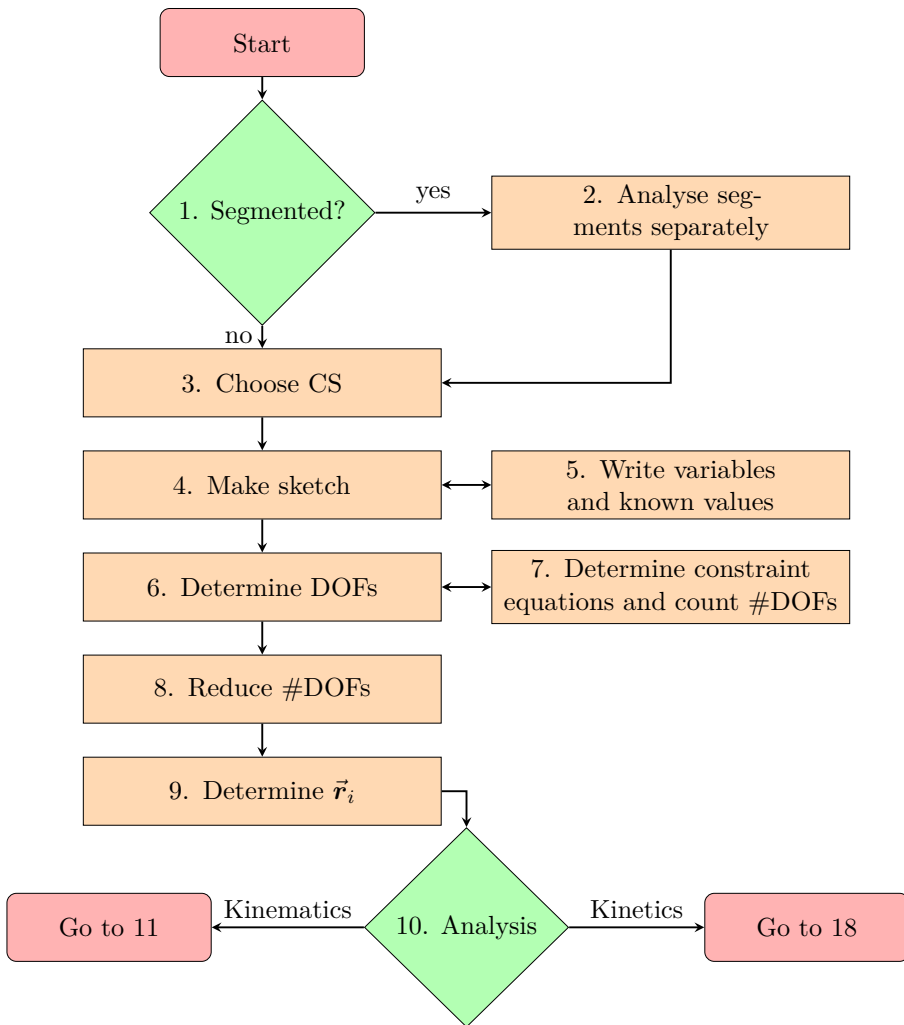 Start
1. Segmented?
yes
2. Analyse seg-
ments separately
no
3. Choose CS
4. Make sketch
5. Write variables
and known values
6. Determine DOFs
7. Determine constraint
equations and count #DOFs
8. Reduce #DOFs
9. Determine $\vec{r}_i$
Kinematics
Kinetics
Go to 11
10. Analysis
Go to 18